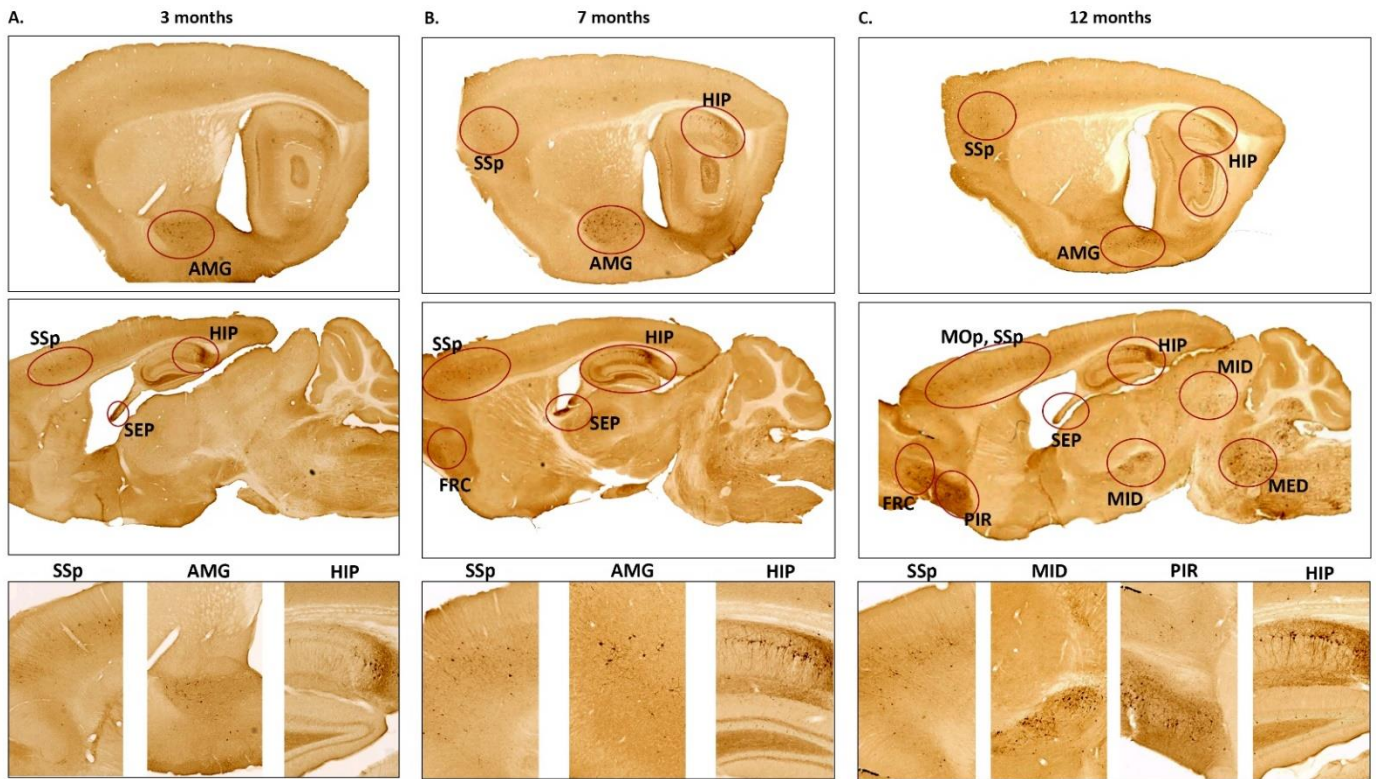 A.
3 months
B.
7 months
C.
12 months
AMG
HIP
SSp
AMG
SSp
HIP
AMG
SSp
HIP
SEP
SSp
HIP
SEP
FRC
MOp, SSp
HIP
MID
SEP
FRC
PIR
MID
MED
SSp AMG HIP
SSp AMG HIP
SSp MID PIR HIP